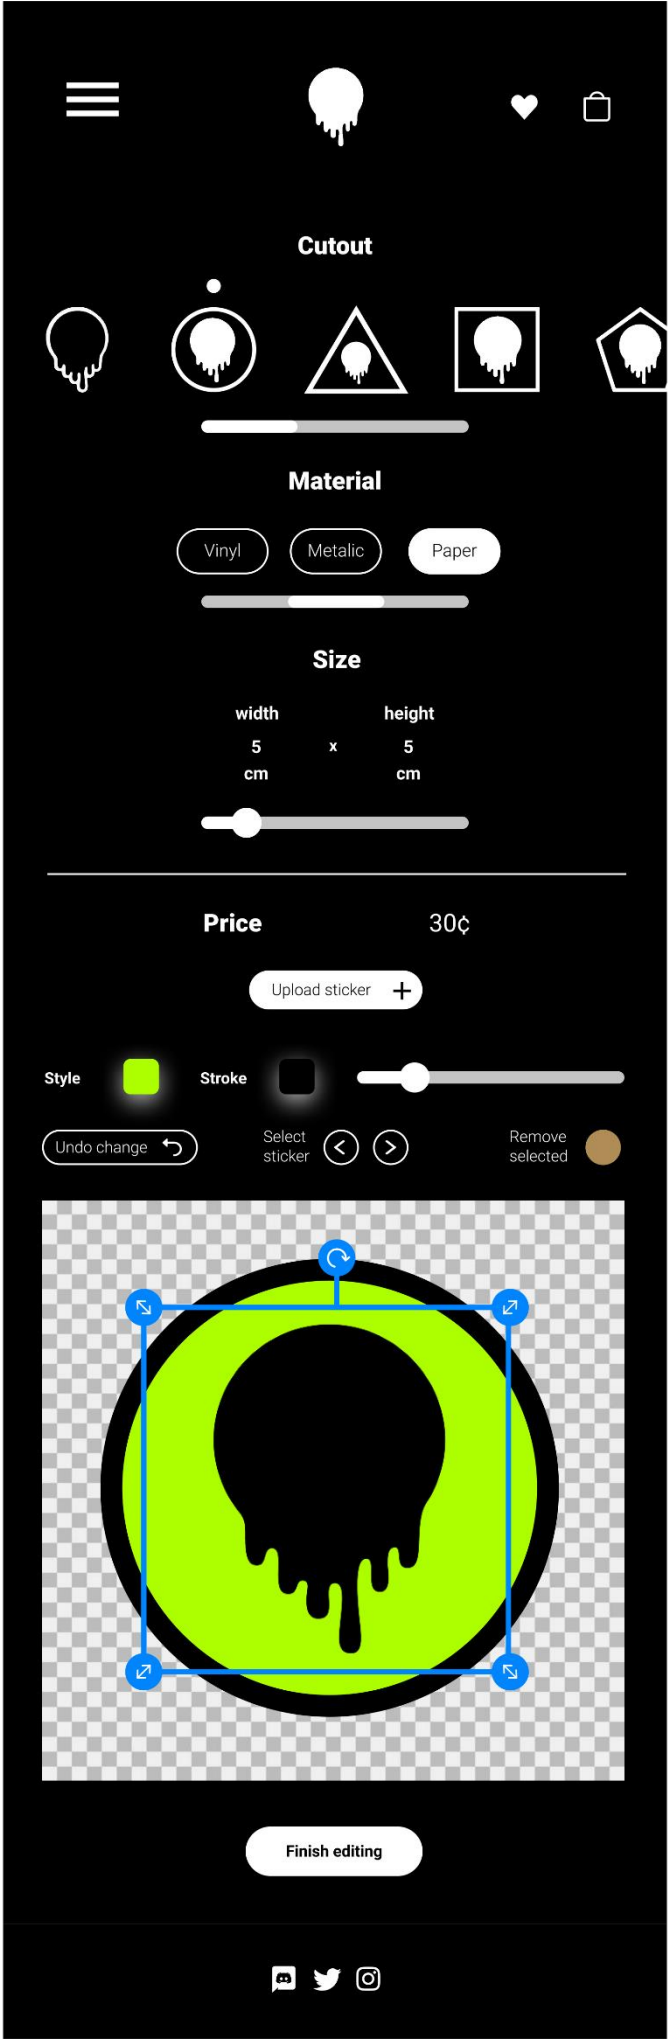 Cutout
Material
Vinyl Metalic Paper
Size
width height
5 x 5
cm cm
Price 30¢
Upload sticker +
Style Stroke
Undo change Select sticker < > Remove selected
Finish editing